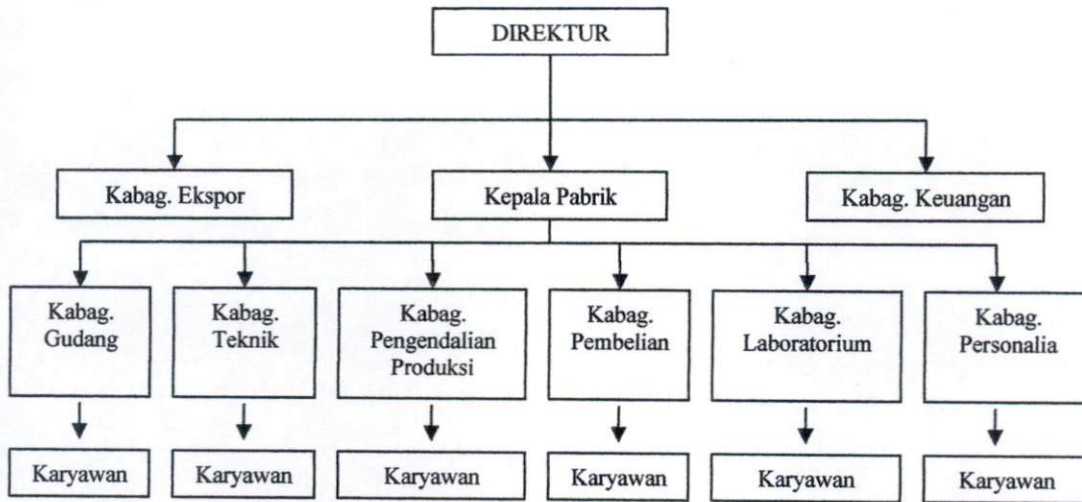 DIREKTUR
Kabag. Ekspor
Kepala Pabrik
Kabag. Keuangan
Kabag.
Gudang
Kabag.
Teknik
Kabag.
Pengendalian
Produksi
Kabag.
Pembelian
Kabag.
Laboratorium
Kabag.
Personalia
Karyawan
Karyawan
Karyawan
Karyawan
Karyawan
Karyawan